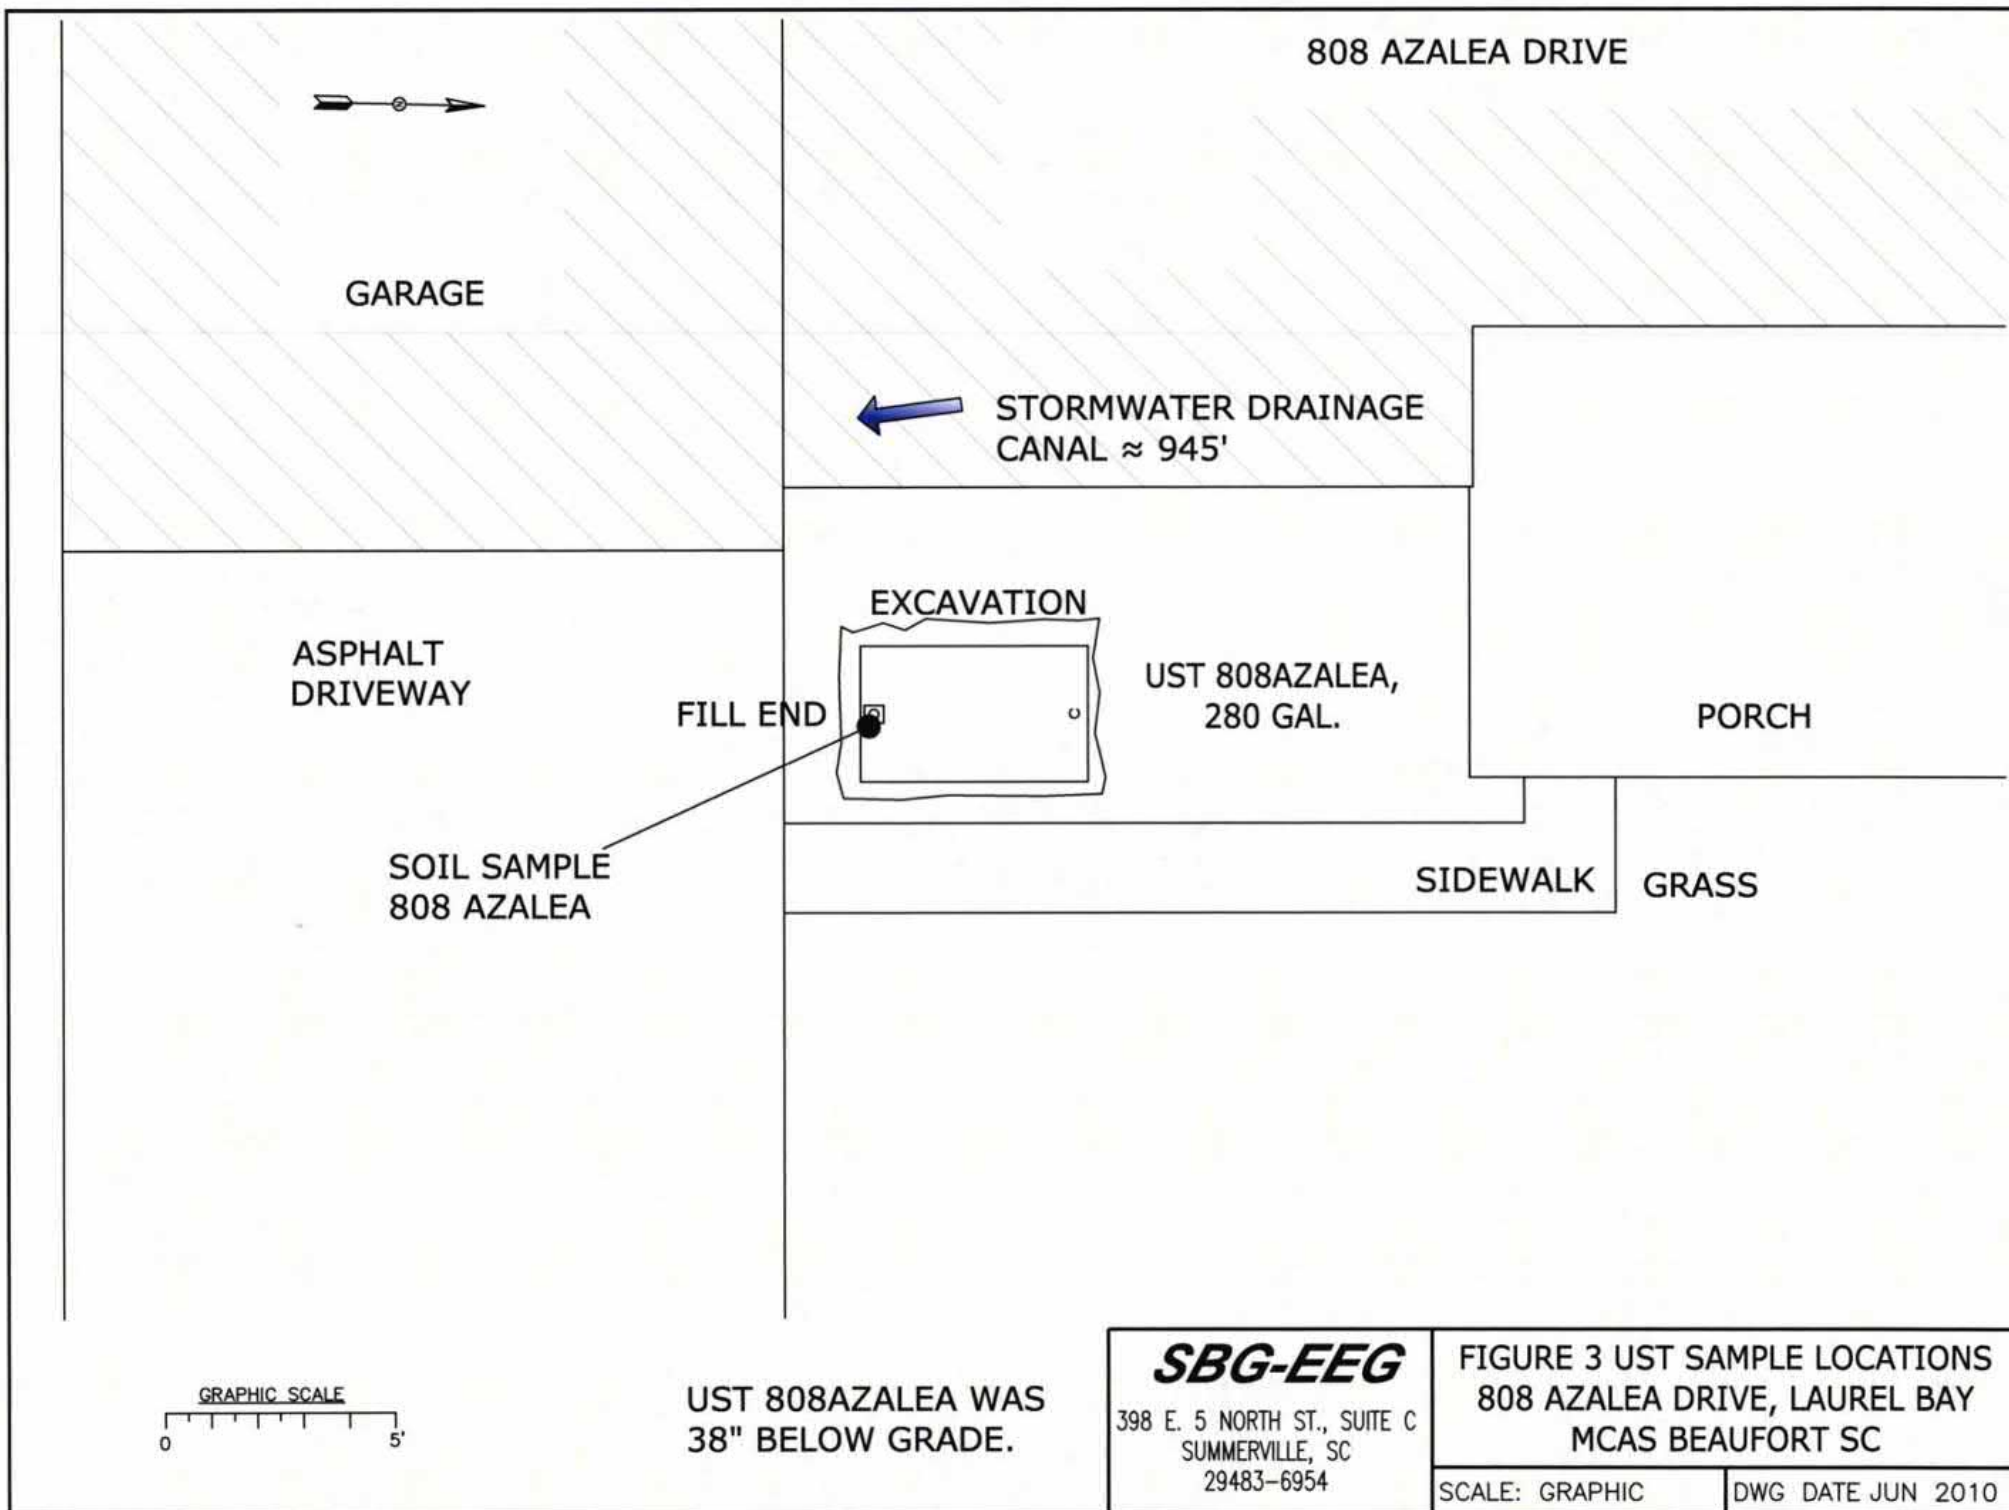 808 AZALEA DRIVE
N
GARAGE
STORMWATER DRAINAGE
CANAL ≈ 945'
EXCAVATION
ASPHALT
DRIVEWAY
FILL END
UST 808AZALEA,
280 GAL.
PORCH
SOIL SAMPLE
808 AZALEA
SIDEWALK
GRASS
GRAPHIC SCALE
0 5'
UST 808AZALEA WAS
38" BELOW GRADE.
SBG-EEG
398 E. 5 NORTH ST., SUITE C
SUMMERVILLE, SC
29483-6954
FIGURE 3 UST SAMPLE LOCATIONS
808 AZALEA DRIVE, LAUREL BAY
MCAS BEAUFORT SC
SCALE: GRAPHIC
DWG DATE JUN 2010